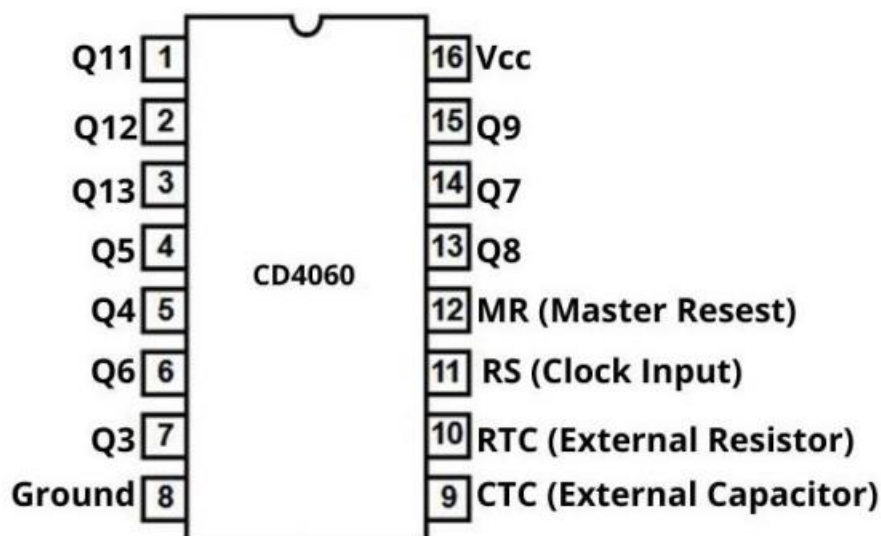 Q11 1 16 Vcc
Q12 2 15 Q9
Q13 3 14 Q7
Q5 4 13 Q8
CD4060
Q4 5 12 MR (Master Resest)
Q6 6 11 RS (Clock Input)
Q3 7 10 RTC (External Resistor)
Ground 8 9 CTC (External Capacitor)